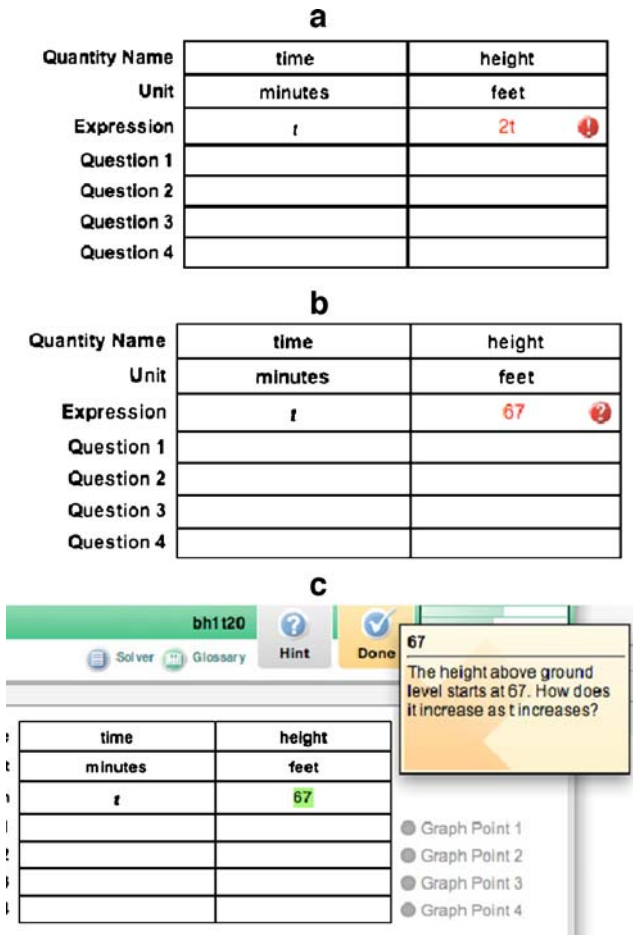 a
Quantity Name time height
Unit minutes feet
Expression t 2t !
Question 1
Question 2
Question 3
Question 4
b
Quantity Name time height
Unit minutes feet
Expression t 67 ?
Question 1
Question 2
Question 3
Question 4
c
bh1t20
? Hint
Done
Solver Glossary
67
The height above ground
level starts at 67. How does
it increase as t increases?
time height
minutes feet
t 67
Graph Point 1
Graph Point 2
Graph Point 3
Graph Point 4